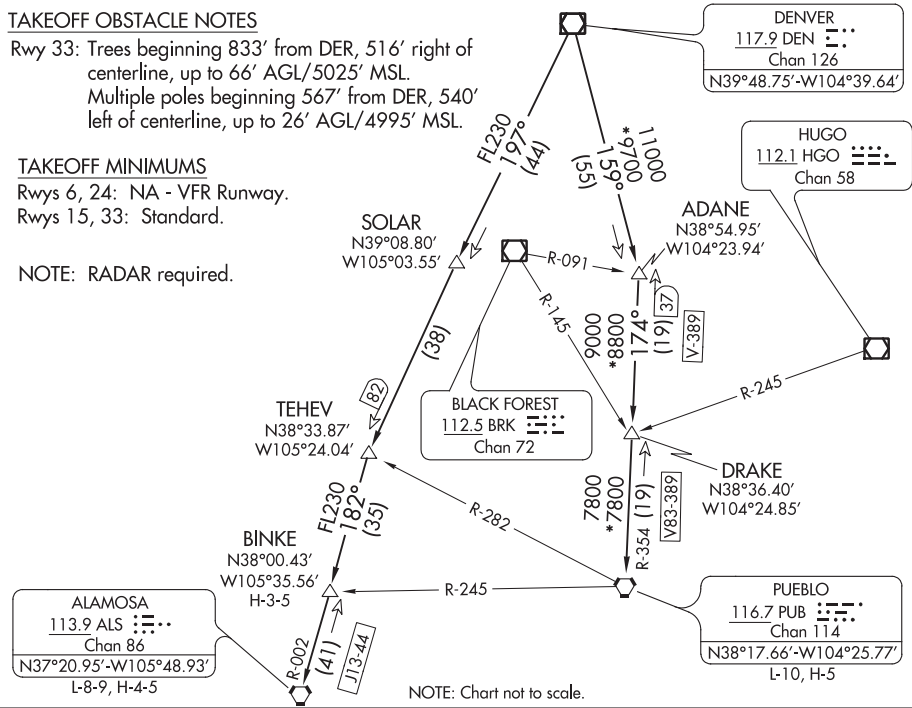 TAKEOFF OBSTACLE NOTES
Rwy 33: Trees beginning 833' from DER, 516' right of
centerline, up to 66' AGL/5025' MSL.
Multiple poles beginning 567' from DER, 540'
left of centerline, up to 26' AGL/4995' MSL.
TAKEOFF MINIMUMS
Rwys 6, 24: NA - VFR Runway.
Rwys 15, 33: Standard.
NOTE: RADAR required.
DENVER
117.9 DEN
Chan 126
N39°48.75'-W104°39.64'
HUGO
112.1 HGO
Chan 58
FL230
197°
(44)
11000
*9700
159°
(55)
SOLAR
N39°08.80'
W105°03.55'
ADANE
N38°54.95'
W104°23.94'
R-091
R-145
37
9000
*8800
174°
(19)
V-389
(38)
82
R-245
BLACK FOREST
112.5 BRK
Chan 72
TEHEV
N38°33.87'
W105°24.04'
DRAKE
N38°36.40'
W104°24.85'
FL230
182°
(35)
R-282
7800
*7800
R-354
(19)
V83-389
BINKE
N38°00.43'
W105°35.56'
H-3-5
R-245
PUEBLO
116.7 PUB
Chan 114
N38°17.66'-W104°25.77'
L-10, H-5
ALAMOSA
113.9 ALS
Chan 86
N37°20.95'-W105°48.93'
L-8-9, H-4-5
R-002
(41)
J13-44
NOTE: Chart not to scale.